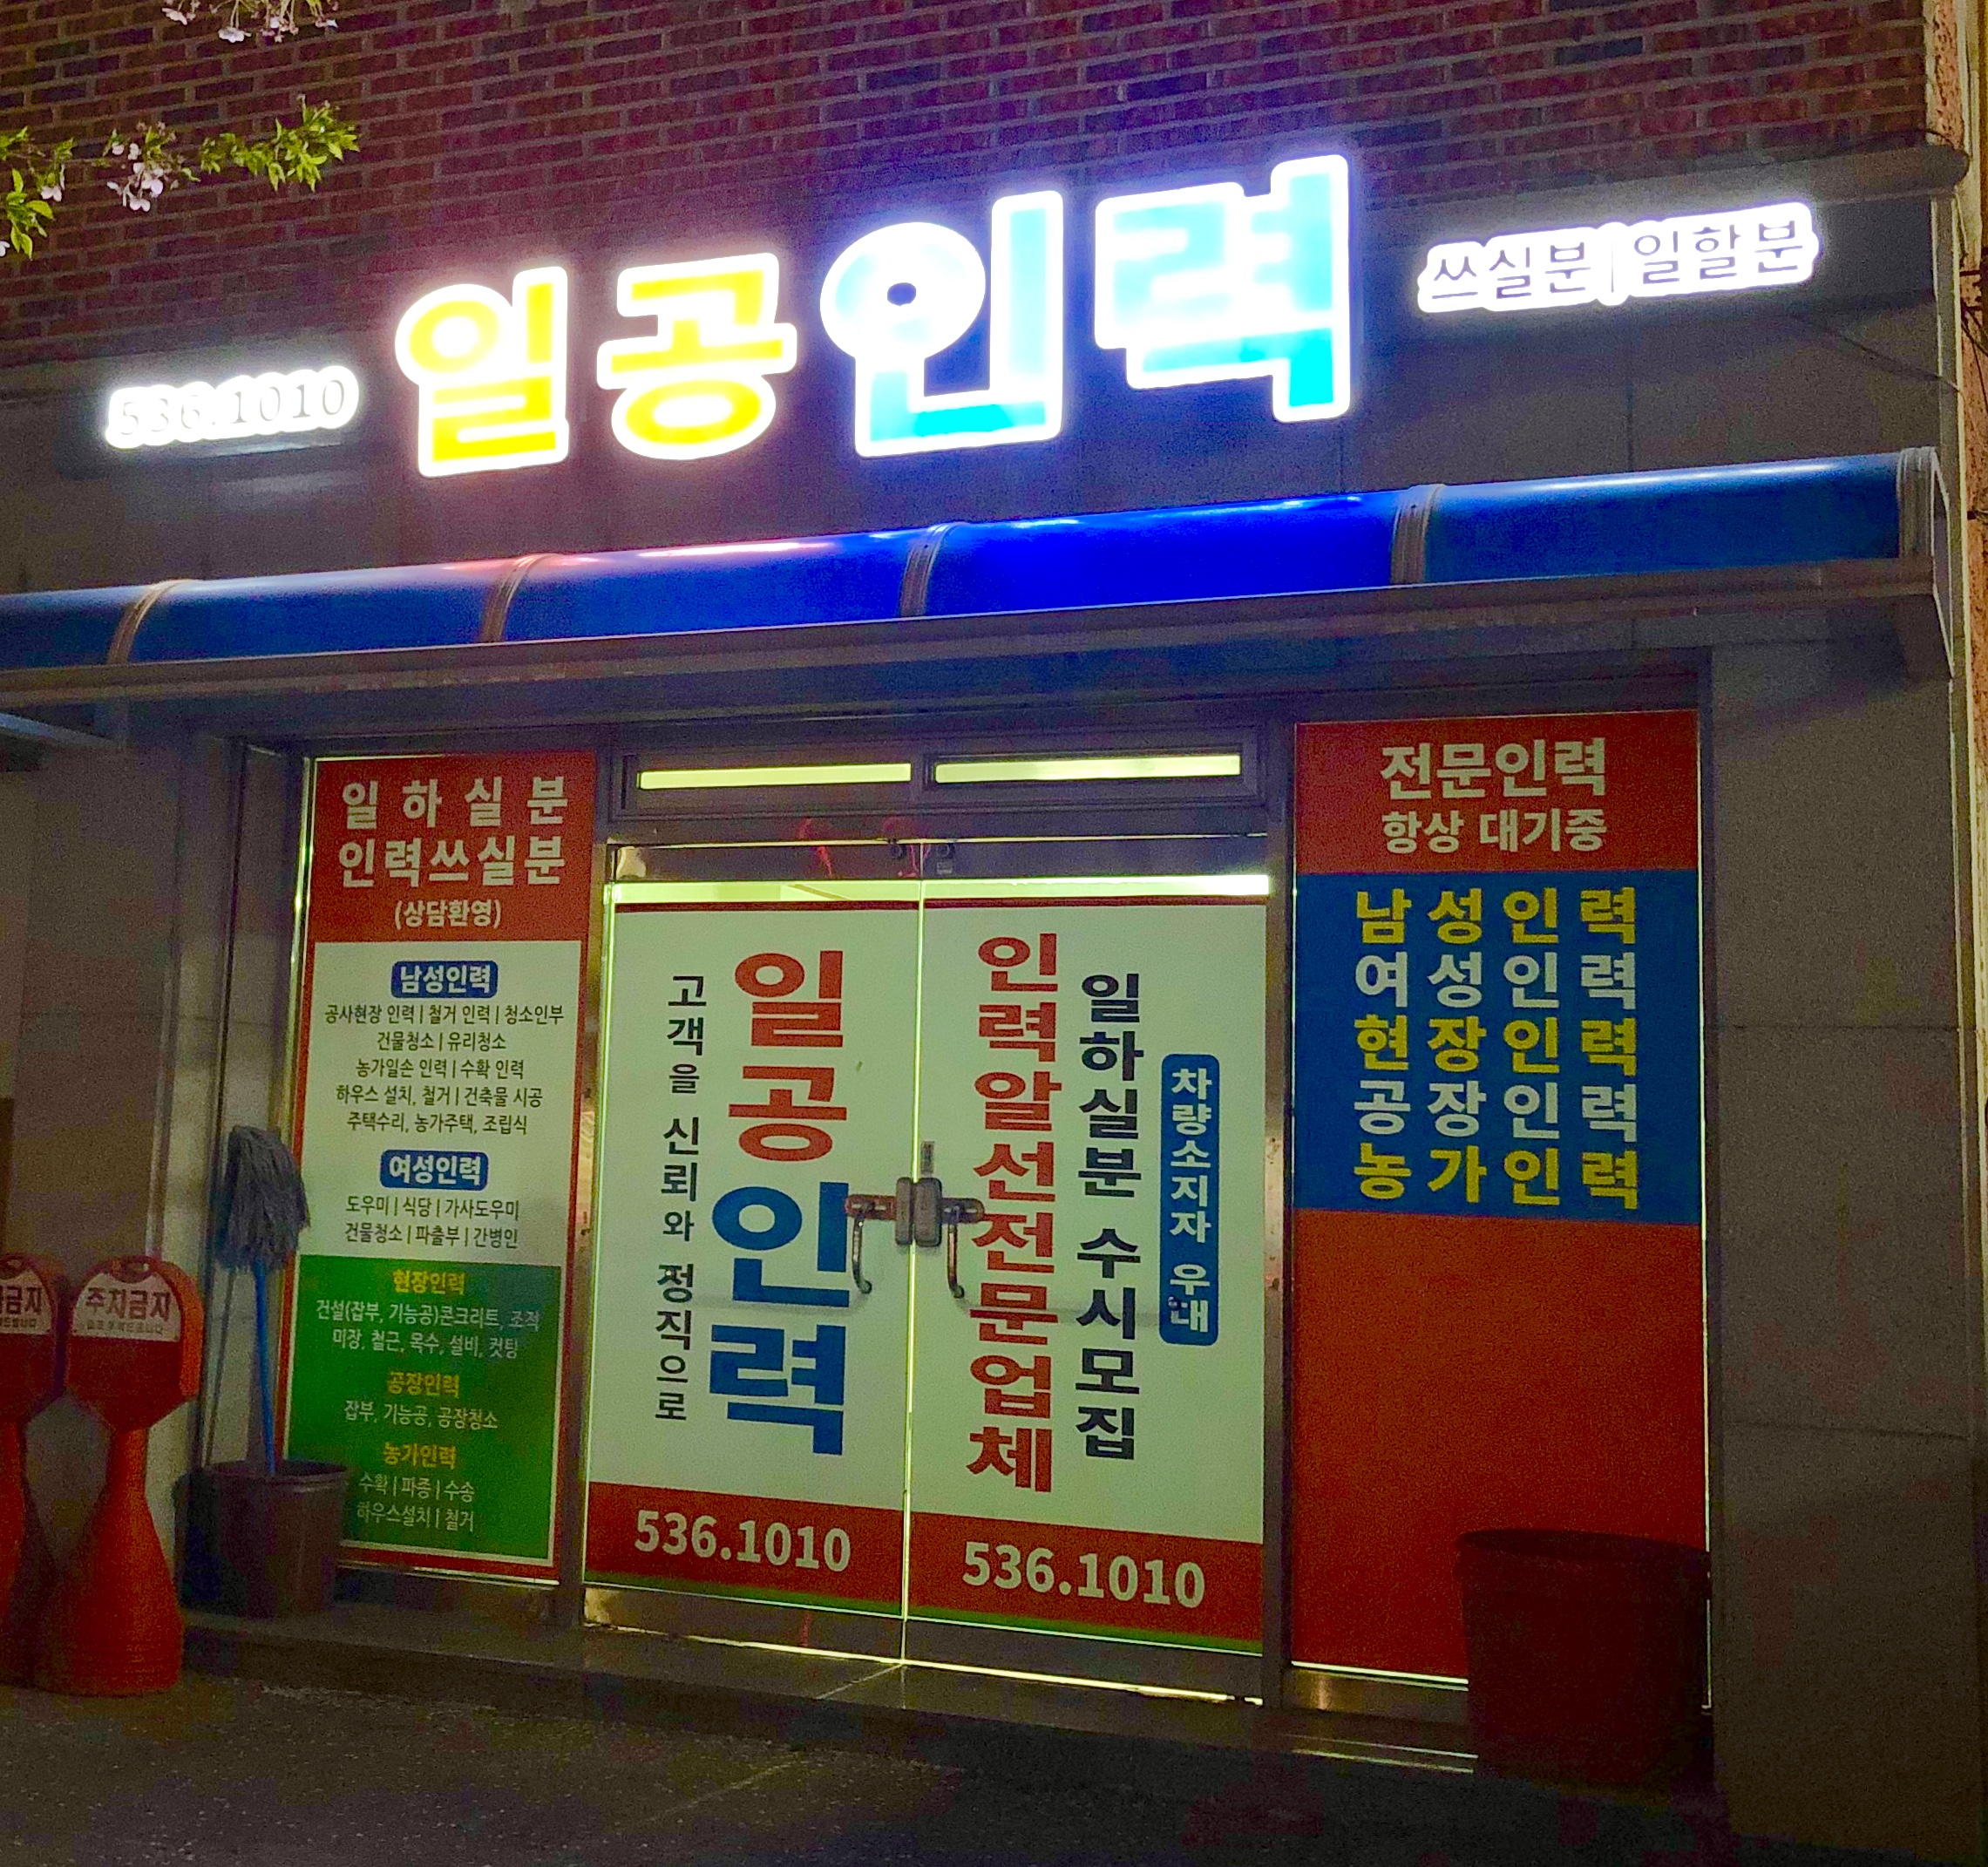 536.1010
일공인력
쓰실분 | 일할분
일하실분
인력쓰실분
(상담환영)
남성인력
공사현장 인력 | 철거 인력 | 청소인부
건물청소 | 유리청소
농가일손 인력 | 수확 인력
하우스 설치, 철거 | 건축물 시공
주택수리, 농가주택, 조립식
여성인력
도우미 | 식당 | 가사도우미
건물청소 | 파출부 | 간병인
현장인력
건설(잡부, 기능공)콘크리트, 조적
미장, 철근, 목수, 설비, 컷팅
공장인력
잡부, 기능공, 공장청소
농가인력
수확 | 파종 | 수송
하우스설치 | 철거
고객을 신뢰와 정직으로
일공인력
536.1010
인력알선전문업체
일하실분 수시모집
차량소지자 우대
536.1010
전문인력
항상 대기중
남성인력
여성인력
현장인력
공장인력
농가인력
금지
주차금지